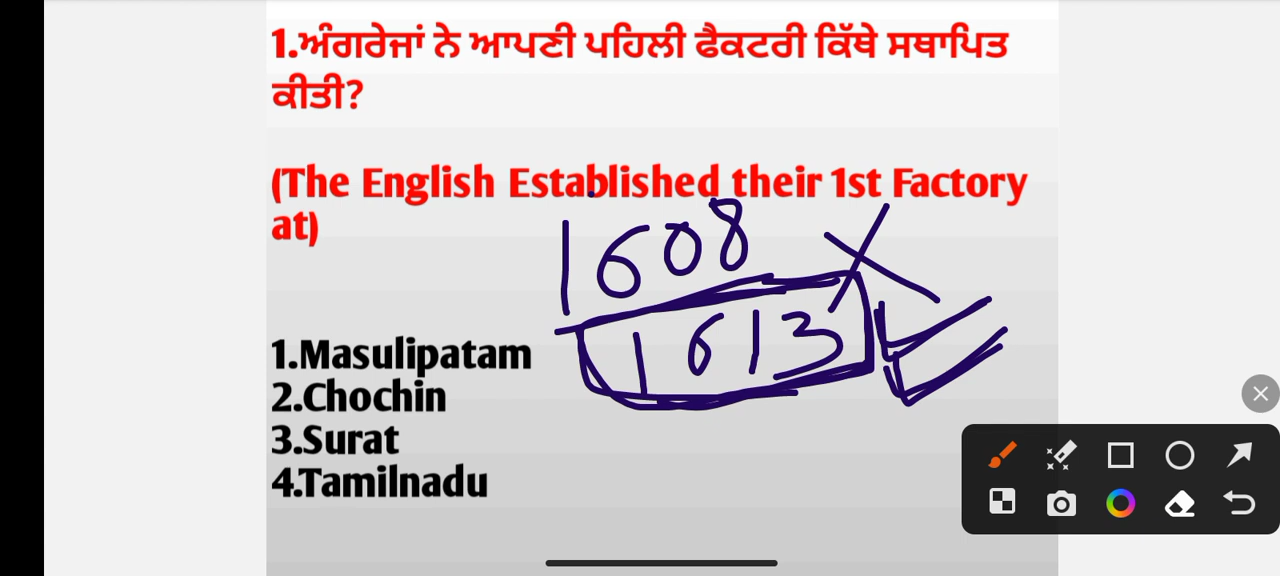 1.ਅੰਗਰੇਜਾਂ ਨੇ ਆਪਣੀ ਪਹਿਲੀ ਫੈਕਟਰੀ ਕਿੱਥੇ ਸਥਾਪਿਤ
ਕੀਤੀ?
(The English Established their 1st Factory
at)
1608
1613
1.Masulipatam
2.Chochin
3.Surat
4.Tamilnadu